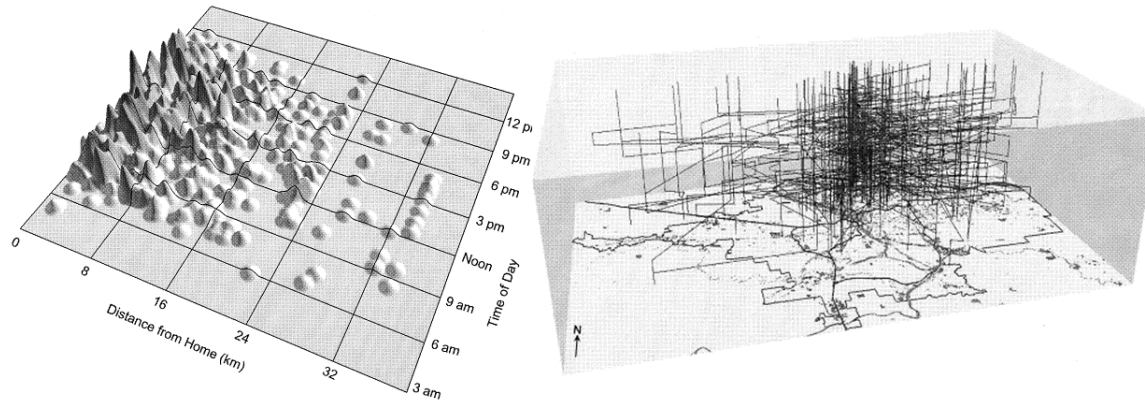 0
8
16
24
32
Distance from Home (km)
3 am
6 am
9 am
Noon
3 pm
6 pm
9 pm
12 p
Time of Day
N